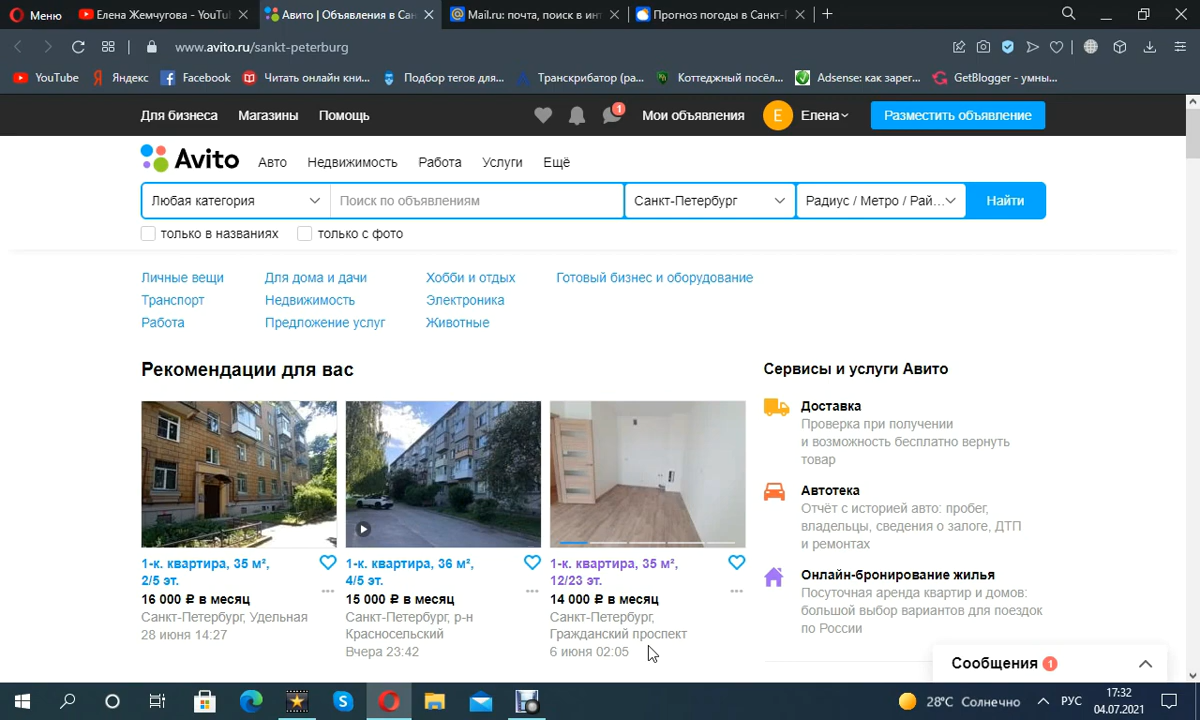 Меню
Елена Жемчугова - YouTu
Авито | Объявления в Сан
Mail.ru: почта, поиск в инт
Прогноз погоды в Санкт-
www.avito.ru/sankt-peterburg
YouTube
Яндекс
Facebook
Читать онлайн кни...
Подбор тегов для...
Транскрибатор (ра...
Коттеджный посёл...
Adsense: как зарег...
GetBlogger - умны...
Для бизнеса Магазины Помощь
1
Мои объявления
Е Елена
Разместить объявление
Avito
Авто Недвижимость Работа Услуги Ещё
Любая категория
Поиск по объявлениям
Санкт-Петербург
Радиус / Метро / Рай...
Найти
только в названиях
только с фото
Личные вещи Для дома и дачи Хобби и отдых Готовый бизнес и оборудование
Транспорт Недвижимость Электроника
Работа Предложение услуг Животные
Рекомендации для вас
1-к. квартира, 35 м²,
2/5 эт.
16 000 ₽ в месяц
Санкт-Петербург, Удельная
28 июня 14:27
1-к. квартира, 36 м²,
4/5 эт.
15 000 ₽ в месяц
Санкт-Петербург, р-н
Красносельский
Вчера 23:42
1-к. квартира, 35 м²,
12/23 эт.
14 000 ₽ в месяц
Санкт-Петербург,
Гражданский проспект
6 июня 02:05
Сервисы и услуги Авито
Доставка
Проверка при получении
и возможность бесплатно вернуть
товар
Автотека
Отчёт с историей авто: пробег,
владельцы, сведения о залоге, ДТП
и ремонтах
Онлайн-бронирование жилья
Посуточная аренда квартир и домов:
большой выбор вариантов для поездок
по России
Сообщения 1
28°C Солнечно
РУС
17:32
04.07.2021